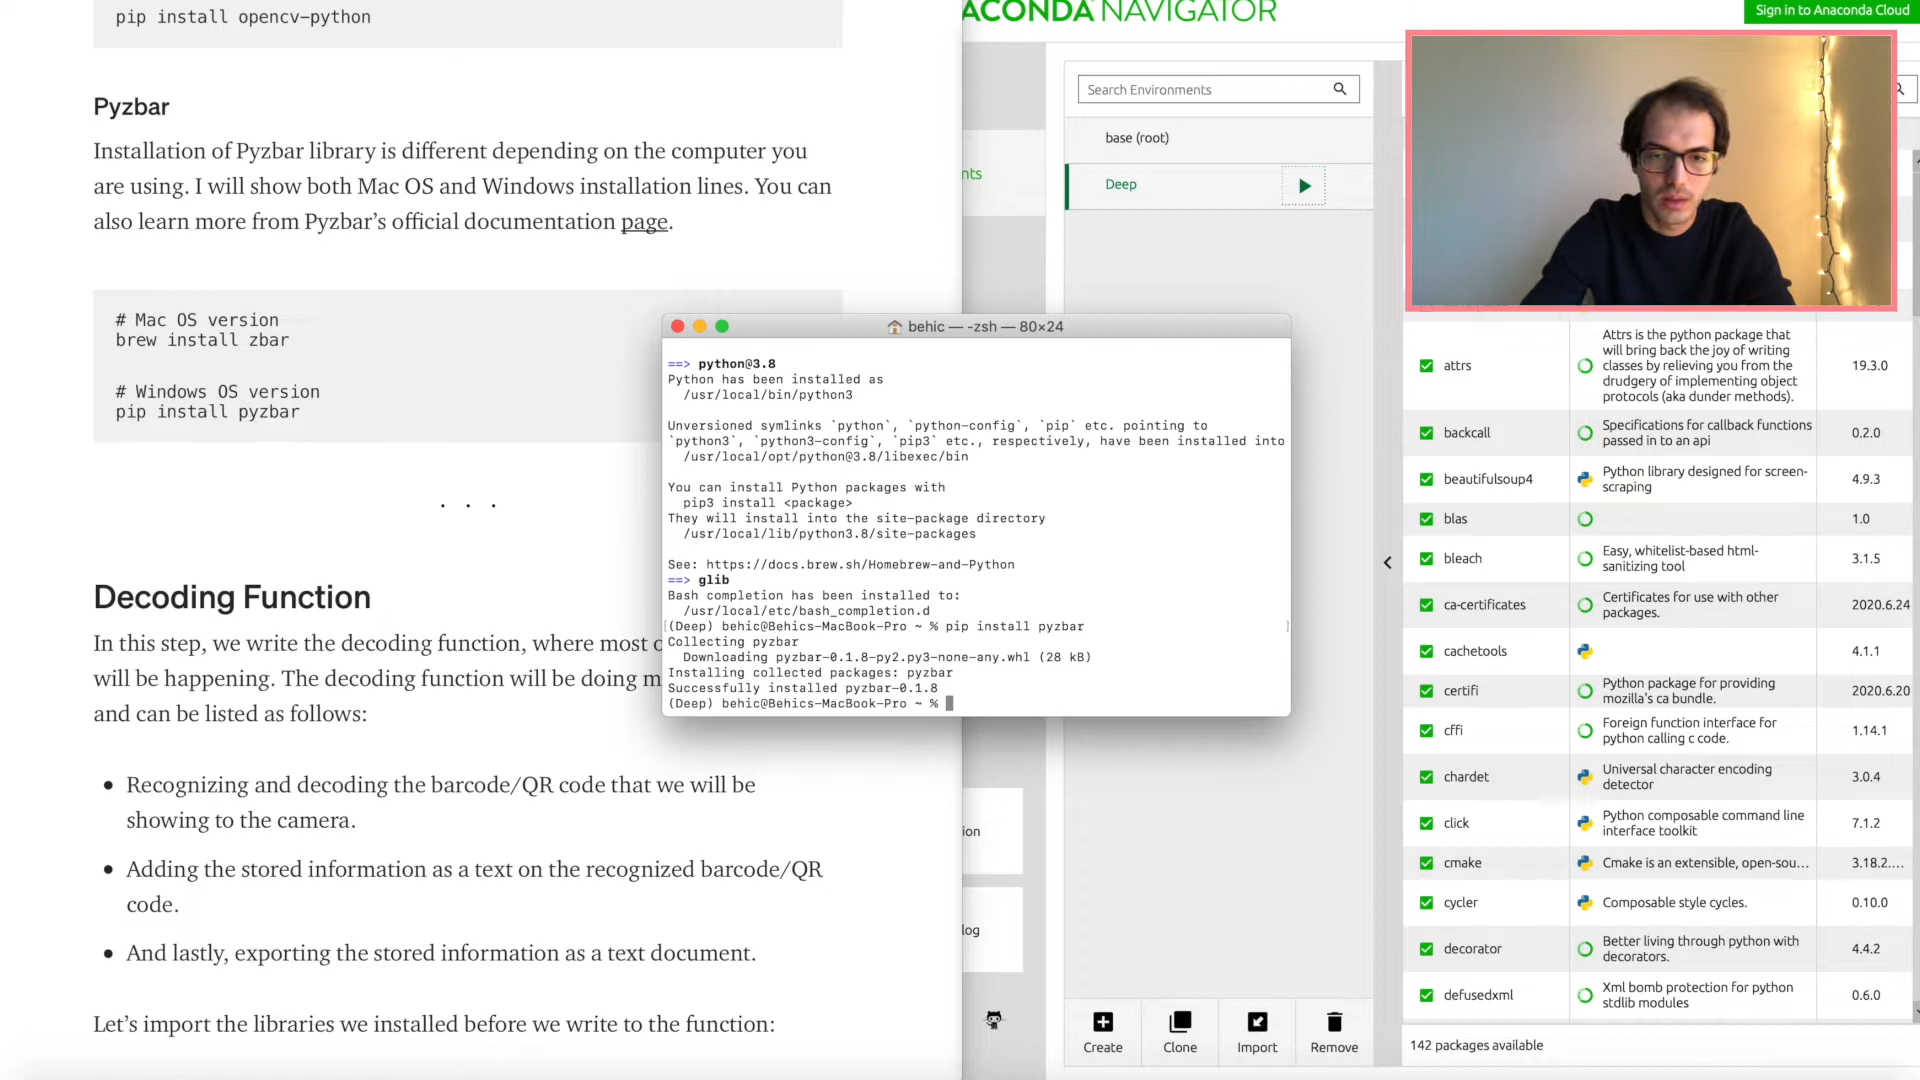 pip install opencv-python
Pyzbar
Installation of Pyzbar library is different depending on the computer you
are using. I will show both Mac OS and Windows installation lines. You can
also learn more from Pyzbar’s official documentation page.
# Mac OS version
brew install zbar
# Windows OS version
pip install pyzbar
. . .
Decoding Function
In this step, we write the decoding function, where most o
will be happening. The decoding function will be doing m
and can be listed as follows:
• Recognizing and decoding the barcode/QR code that we will be
showing to the camera.
• Adding the stored information as a text on the recognized barcode/QR
code.
• And lastly, exporting the stored information as a text document.
Let’s import the libraries we installed before we write to the function:
behic — -zsh — 80×24
==> python@3.8
Python has been installed as
/usr/local/bin/python3
Unversioned symlinks `python`, `python-config`, `pip` etc. pointing to
`python3`, `python3-config`, `pip3` etc., respectively, have been installed into
/usr/local/opt/python@3.8/libexec/bin
You can install Python packages with
pip3 install <package>
They will install into the site-package directory
/usr/local/lib/python3.8/site-packages
See: https://docs.brew.sh/Homebrew-and-Python
==> glib
Bash completion has been installed to:
/usr/local/etc/bash_completion.d
[(Deep) behic@Behics-MacBook-Pro ~ % pip install pyzbar ]
Collecting pyzbar
Downloading pyzbar-0.1.8-py2.py3-none-any.whl (28 kB)
Installing collected packages: pyzbar
Successfully installed pyzbar-0.1.8
(Deep) behic@Behics-MacBook-Pro ~ %
ACONDA NAVIGATOR
Sign in to Anaconda Cloud
nts
ion
log
Search Environments
base (root)
Deep
Create
Clone
Import
Remove
attrs
Attrs is the python package that
will bring back the joy of writing
classes by relieving you from the
drudgery of implementing object
protocols (aka dunder methods).
19.3.0
backcall
Specifications for callback functions
passed in to an api
0.2.0
beautifulsoup4
Python library designed for screen-
scraping
4.9.3
blas
1.0
bleach
Easy, whitelist-based html-
sanitizing tool
3.1.5
ca-certificates
Certificates for use with other
packages.
2020.6.24
cachetools
4.1.1
certifi
Python package for providing
mozilla's ca bundle.
2020.6.20
cffi
Foreign function interface for
python calling c code.
1.14.1
chardet
Universal character encoding
detector
3.0.4
click
Python composable command line
interface toolkit
7.1.2
cmake
Cmake is an extensible, open-sou...
3.18.2....
cycler
Composable style cycles.
0.10.0
decorator
Better living through python with
decorators.
4.4.2
defusedxml
Xml bomb protection for python
stdlib modules
0.6.0
142 packages available